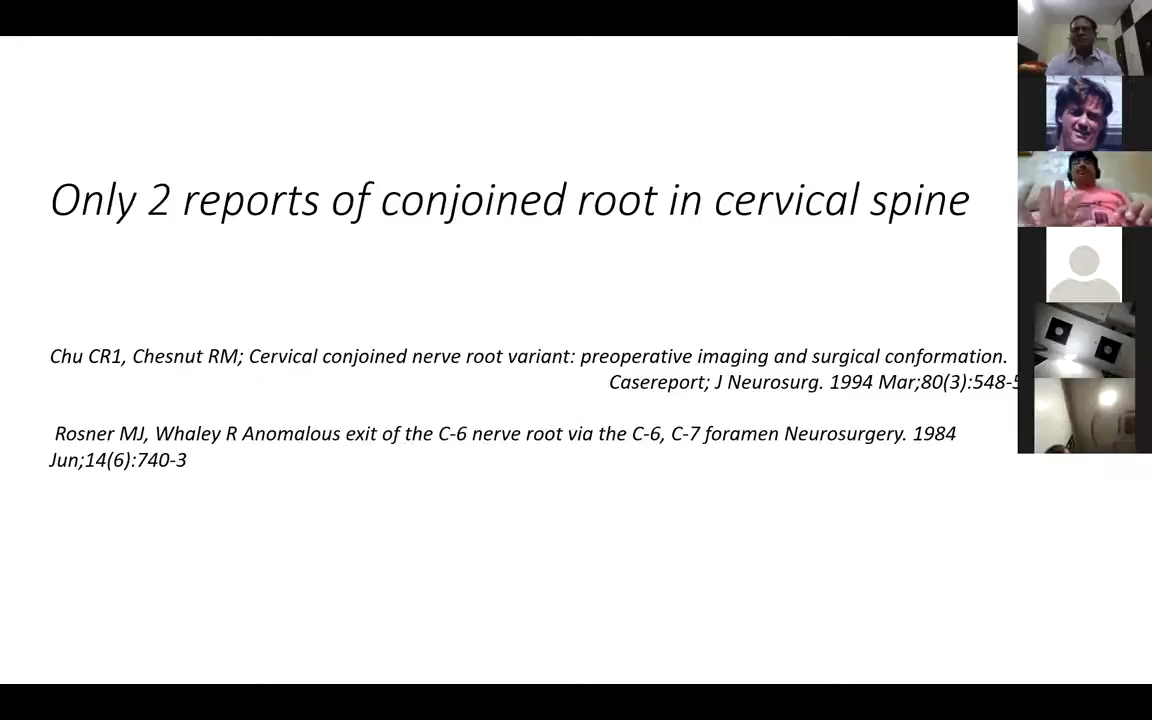 Only 2 reports of conjoined root in cervical spine
Chu CR1, Chesnut RM; Cervical conjoined nerve root variant: preoperative imaging and surgical conformation.
Casereport; J Neurosurg. 1994 Mar;80(3):548-
Rosner MJ, Whaley R Anomalous exit of the C-6 nerve root via the C-6, C-7 foramen Neurosurgery. 1984
Jun;14(6):740-3